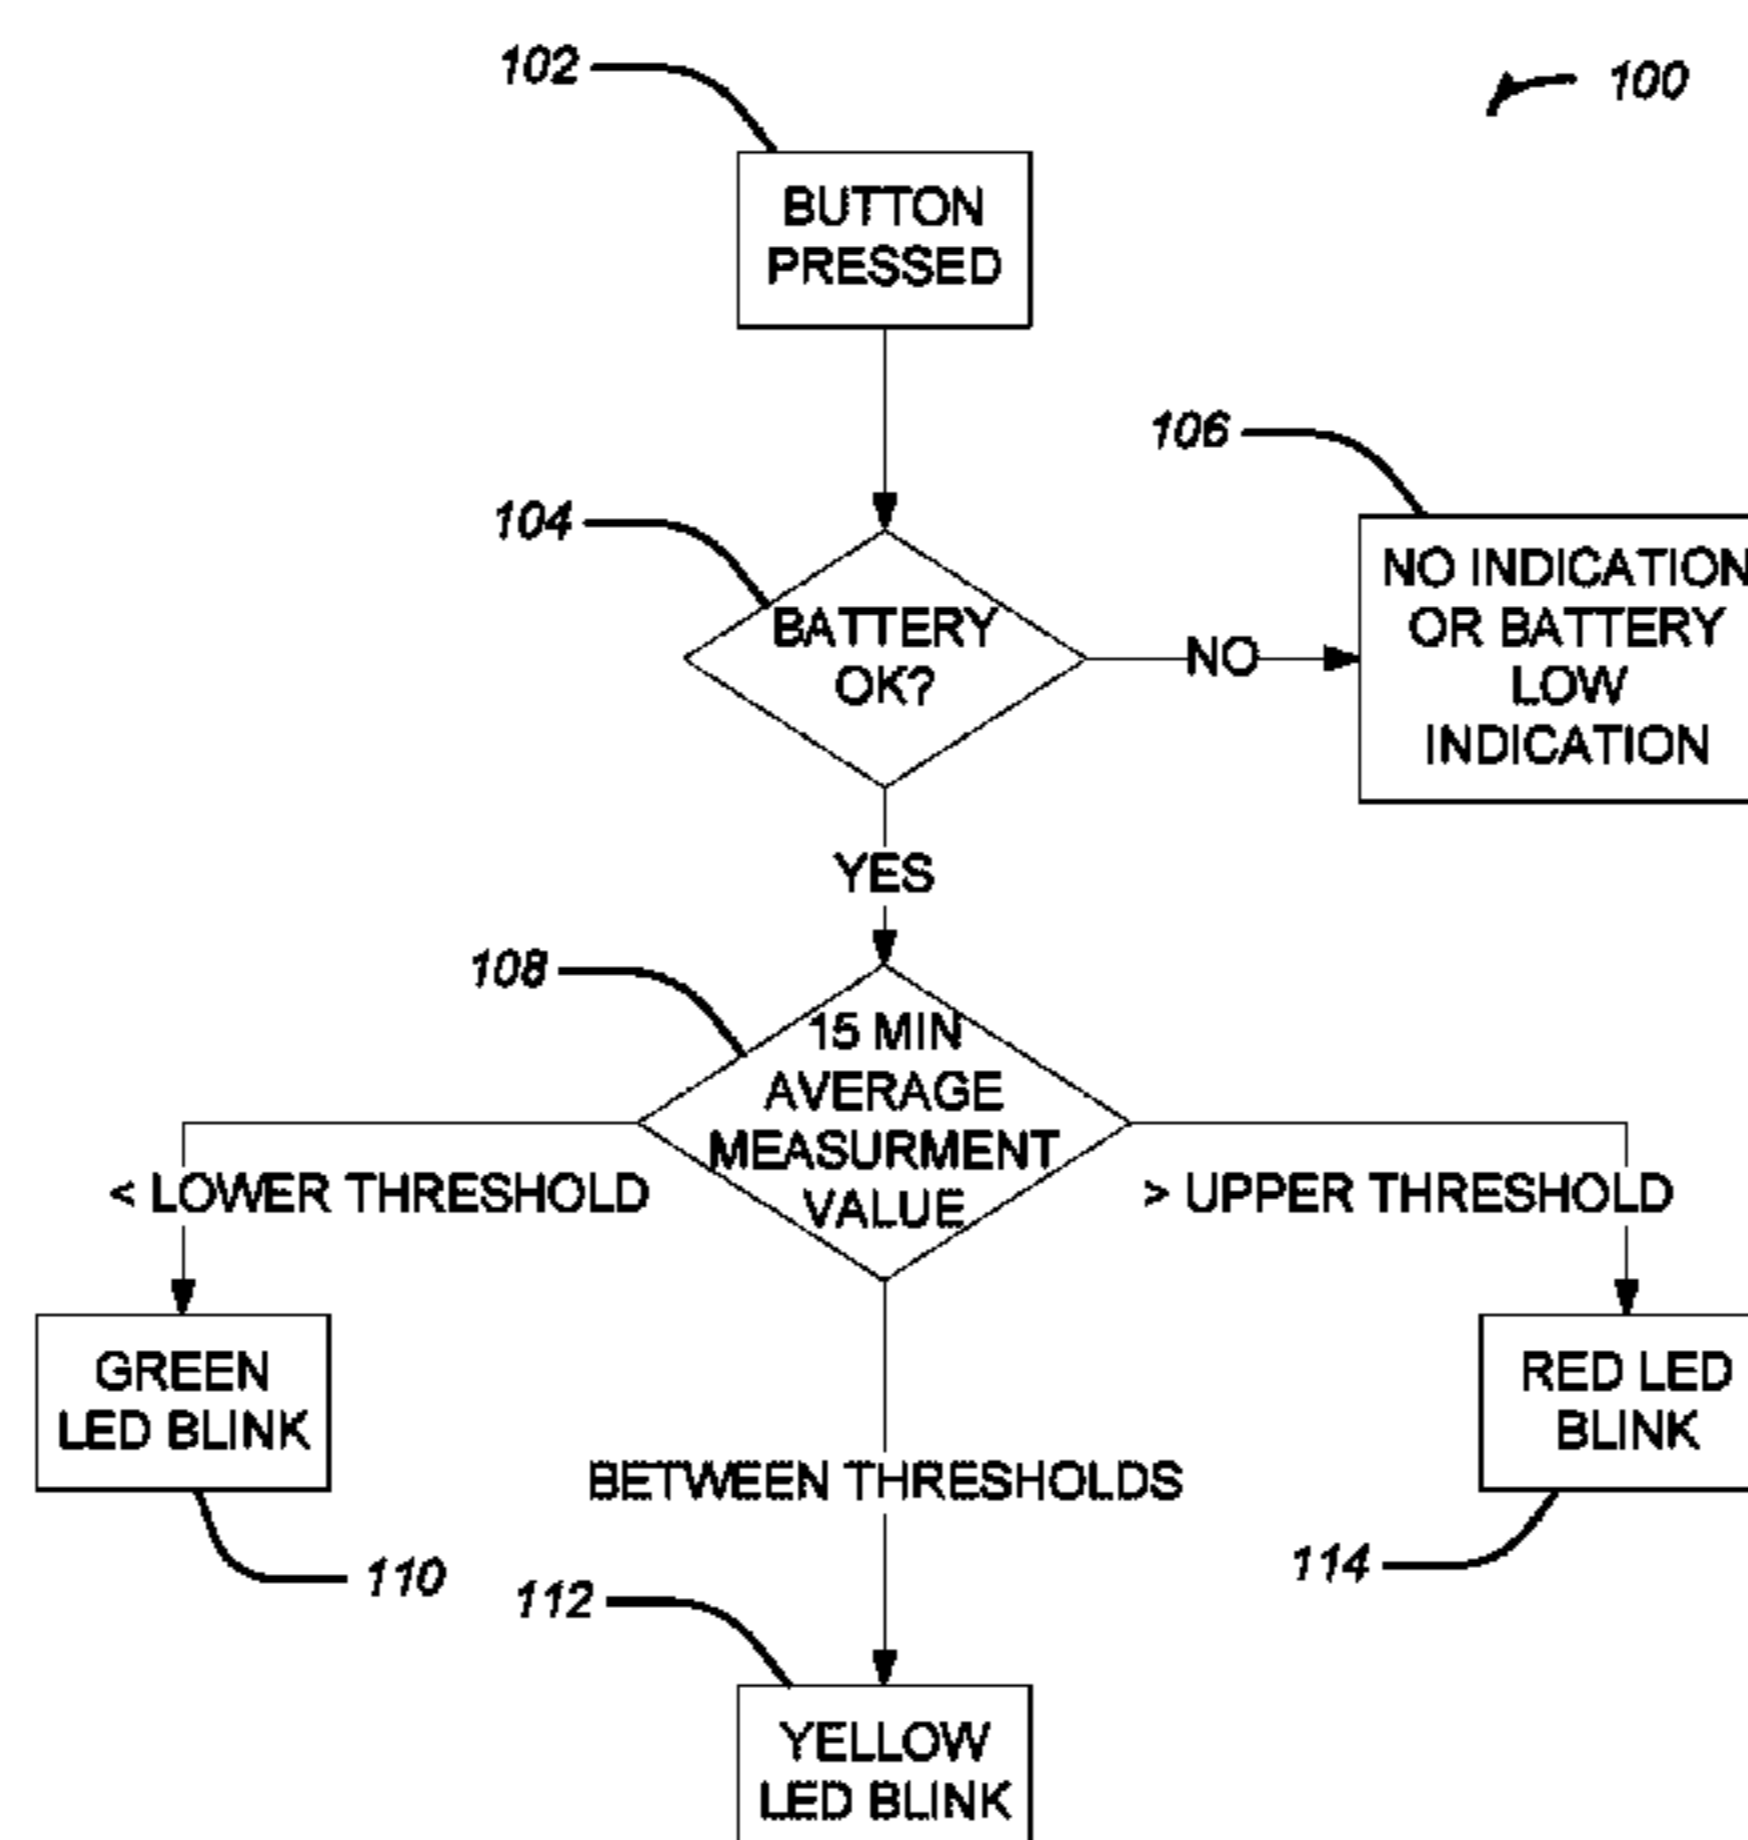 102
100
BUTTON
PRESSED
106
104
NO INDICATION
OR BATTERY
LOW
INDICATION
BATTERY
OK?
NO
YES
108
15 MIN
AVERAGE
MEASURMENT
VALUE
< LOWER THRESHOLD
> UPPER THRESHOLD
GREEN
LED BLINK
RED LED
BLINK
BETWEEN THRESHOLDS
110
112
114
YELLOW
LED BLINK